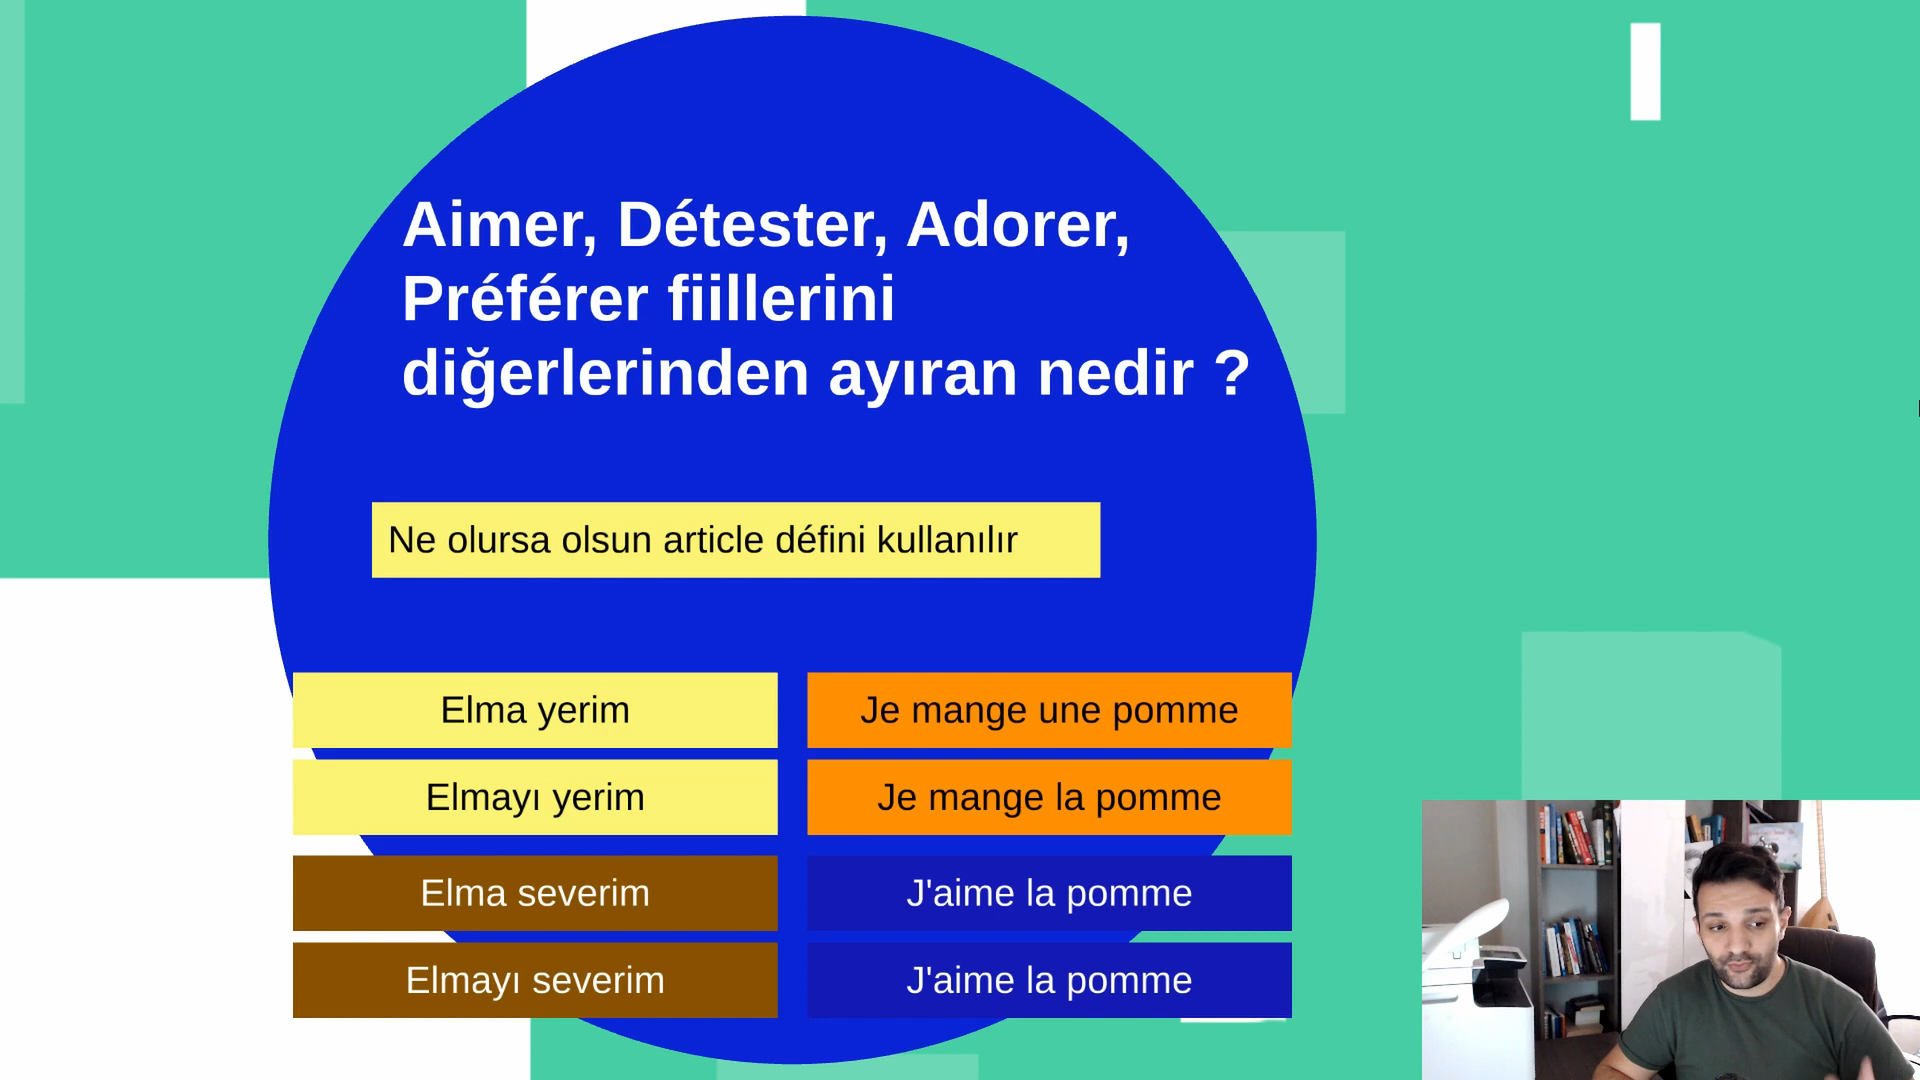 Aimer, Détester, Adorer,
Préférer fiillerini
diğerlerinden ayıran nedir ?
Ne olursa olsun article défini kullanılır
Elma yerim
Je mange une pomme
Elmayı yerim
Je mange la pomme
Elma severim
J'aime la pomme
Elmayı severim
J'aime la pomme